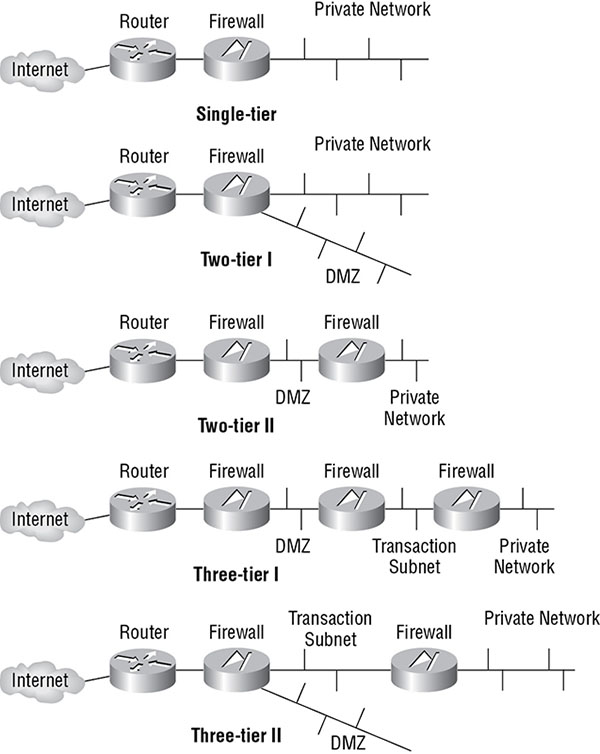 Private Network
Router Firewall
Internet
Single-tier
Private Network
Router Firewall
Internet
Two-tier I
DMZ
Router Firewall Firewall
Internet
DMZ Private
Network
Two-tier II
Router Firewall Firewall Firewall
Internet
DMZ Transaction Private
Subnet Network
Three-tier I
Transaction Private Network
Router Firewall Subnet Firewall
Internet
Three-tier II
DMZ